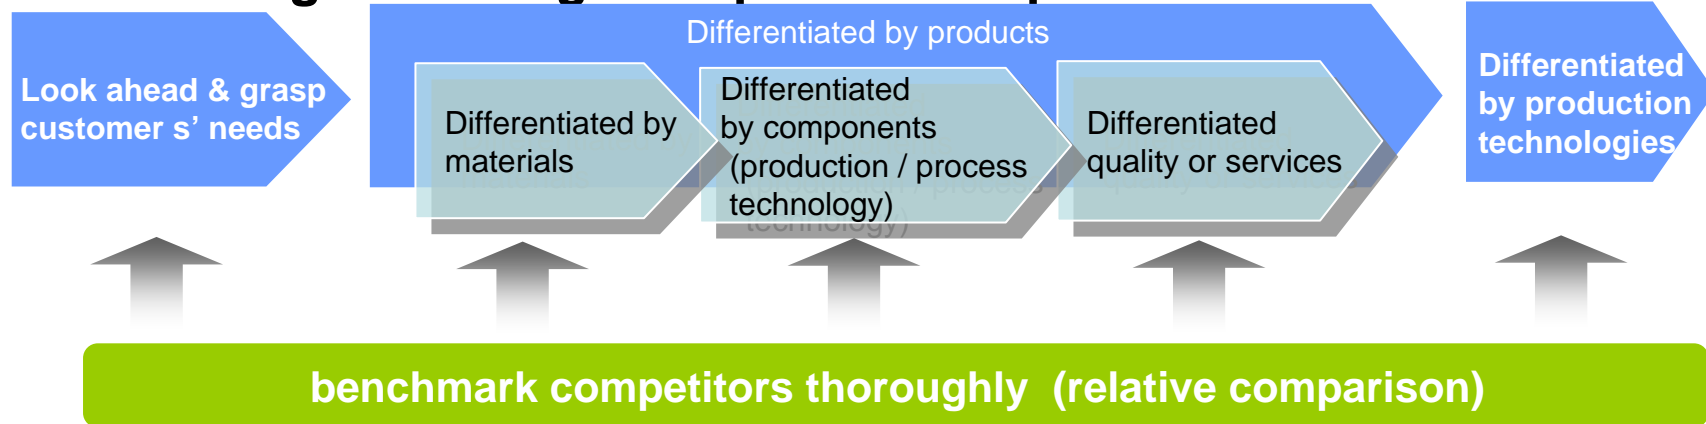 Look ahead & grasp
customer s’ needs
Differentiated by products
Differentiated by
materials
Differentiated
by components
(production / process
technology)
Differentiated
quality or services
Differentiated
by production
technologies
benchmark competitors thoroughly (relative comparison)